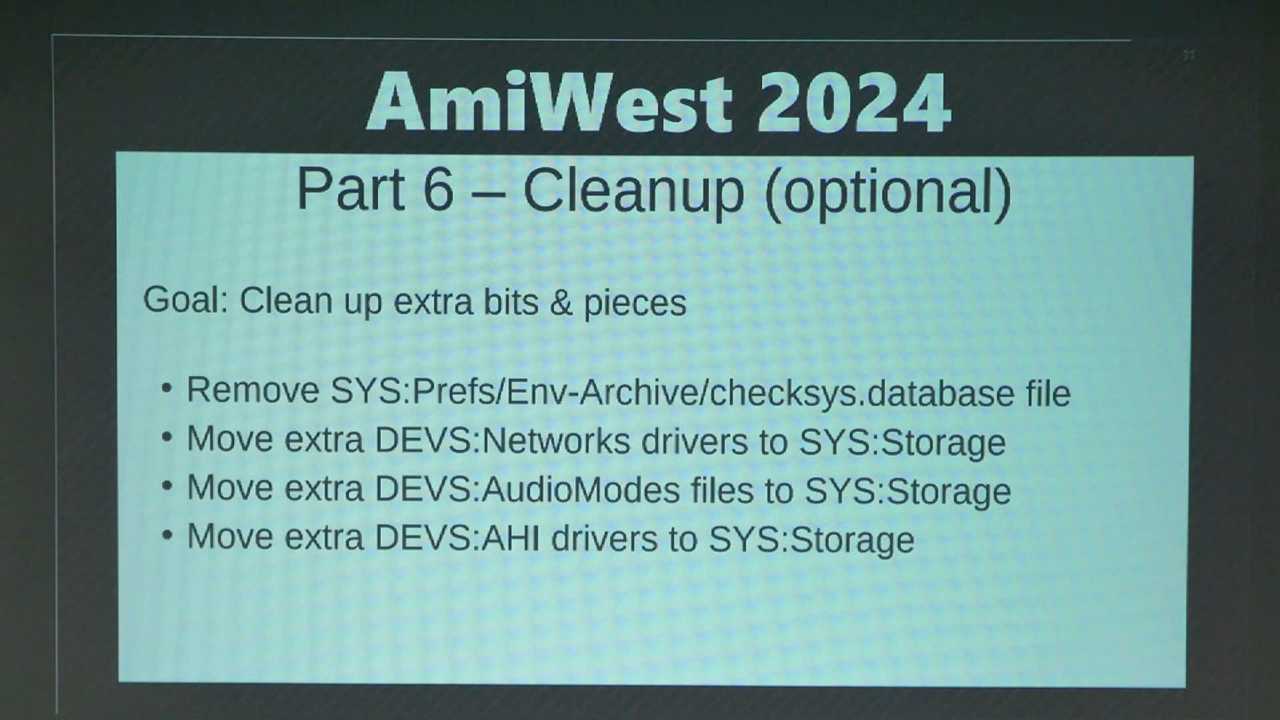 AmiWest 2024
Part 6 – Cleanup (optional)
Goal: Clean up extra bits & pieces
• Remove SYS:Prefs/Env-Archive/checksys.database file
• Move extra DEVS:Networks drivers to SYS:Storage
• Move extra DEVS:AudioModes files to SYS:Storage
• Move extra DEVS:AHI drivers to SYS:Storage